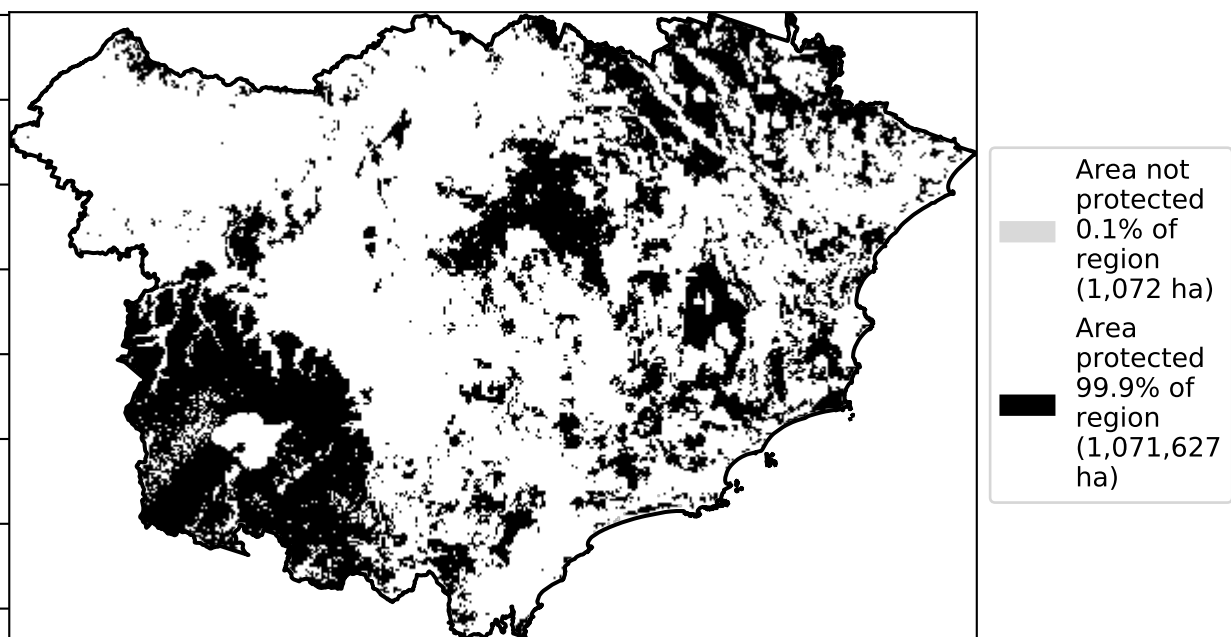 Area not
protected
0.1% of
region
(1,072 ha)
Area
protected
99.9% of
region
(1,071,627
ha)